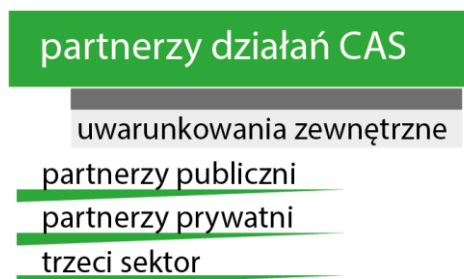 partnerzy działań CAS
uwarunkowania zewnętrzne
partnerzy publiczni
partnerzy prywatni
trzeci sektor